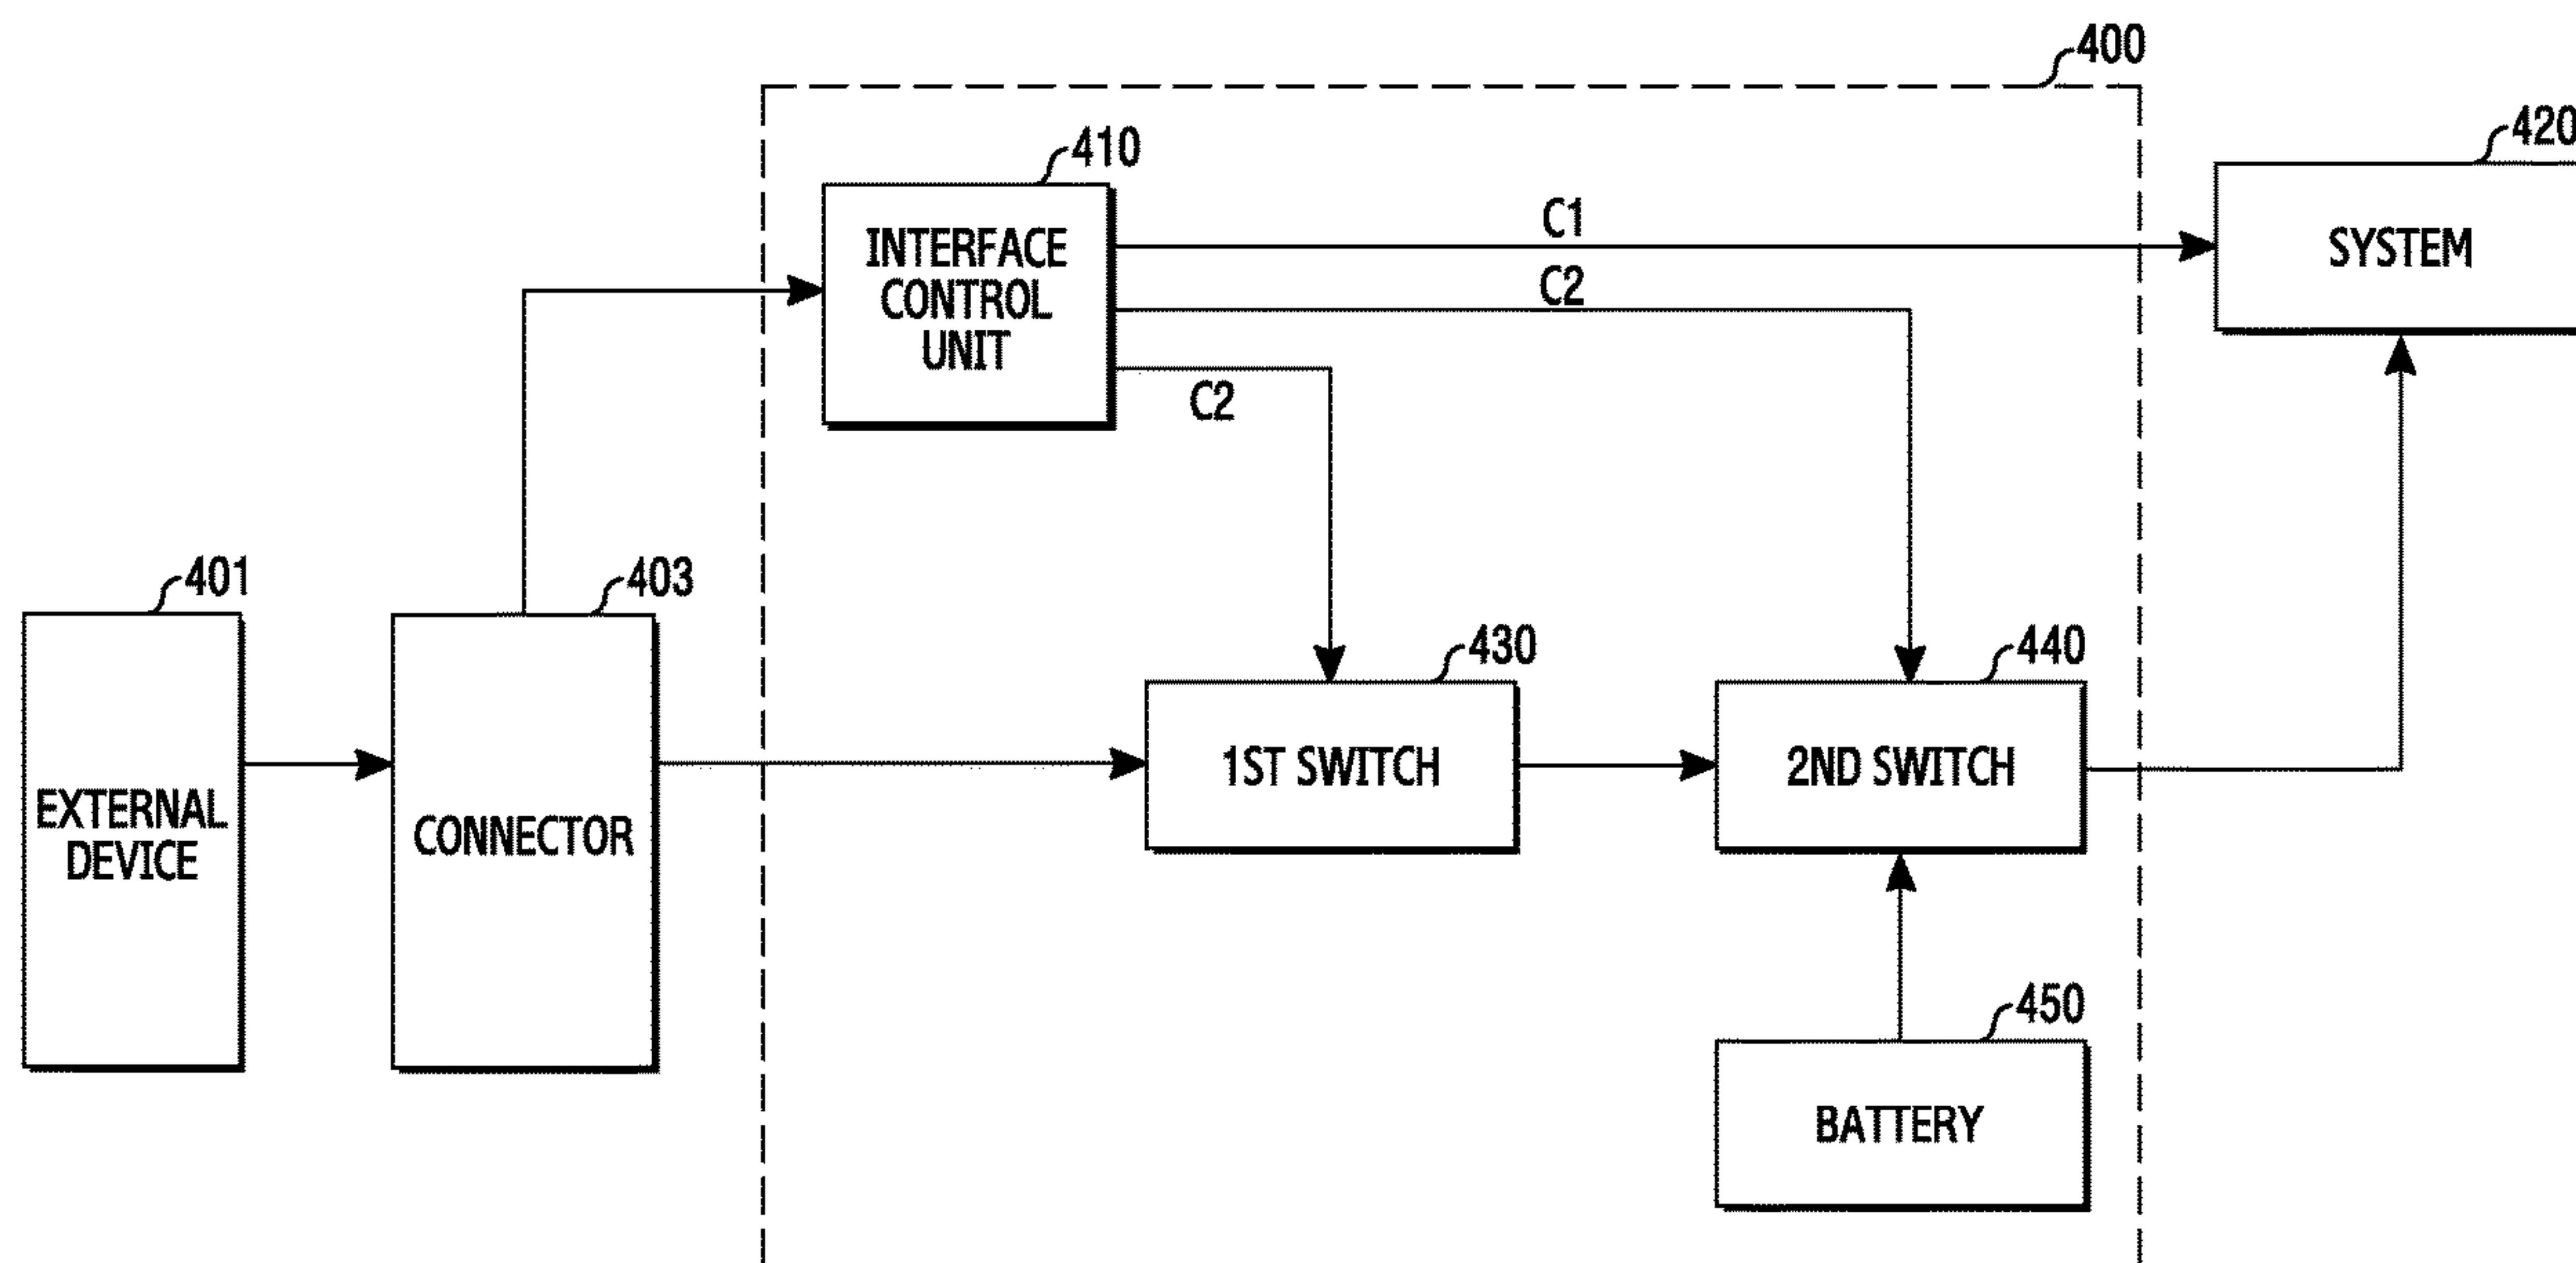 400
420
410
INTERFACE
CONTROL
UNIT
C1
SYSTEM
C2
C2
401
403
430
440
EXTERNAL
DEVICE
CONNECTOR
1ST SWITCH
2ND SWITCH
450
BATTERY